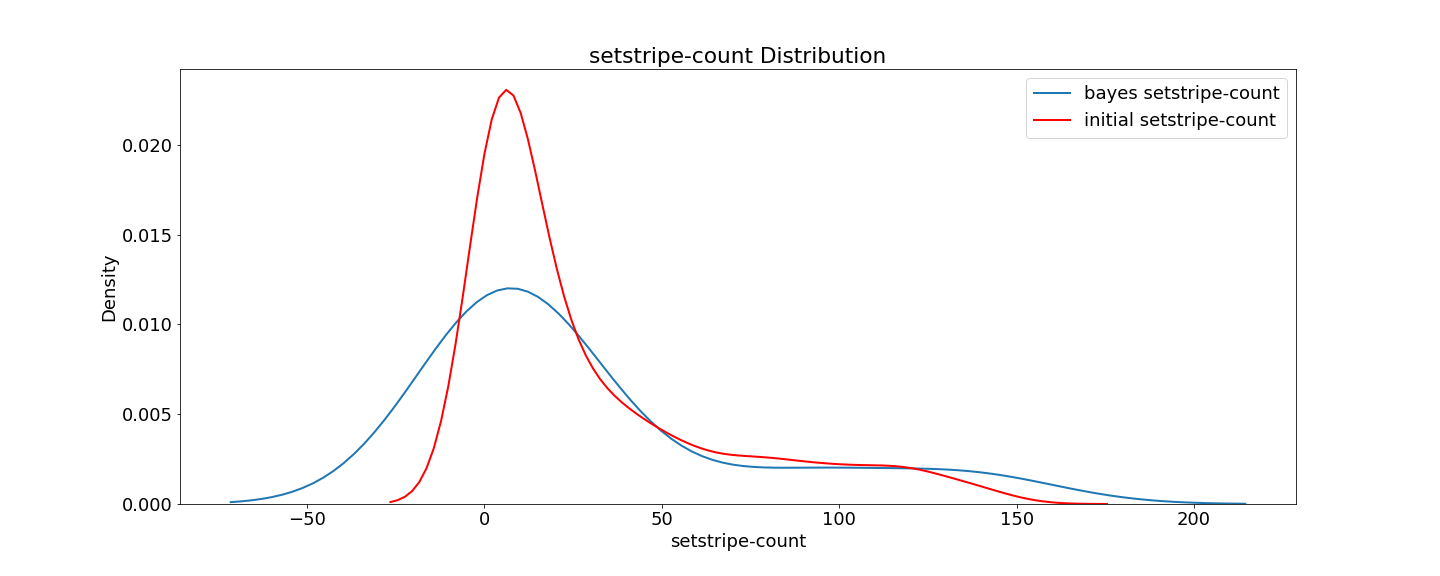 setstripe-count Distribution
bayes setstripe-count
initial setstripe-count
0.020
0.015
0.010
0.005
0.000
Density
−50
0
50
100
150
200
setstripe-count